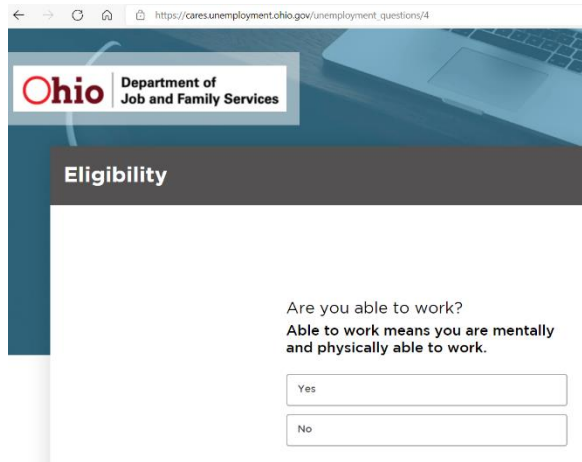 https://cares.unemployment.ohio.gov/unemployment_questions/4
Ohio
Department of
Job and Family Services
Eligibility
Are you able to work?
Able to work means you are mentally
and physically able to work.
Yes
No